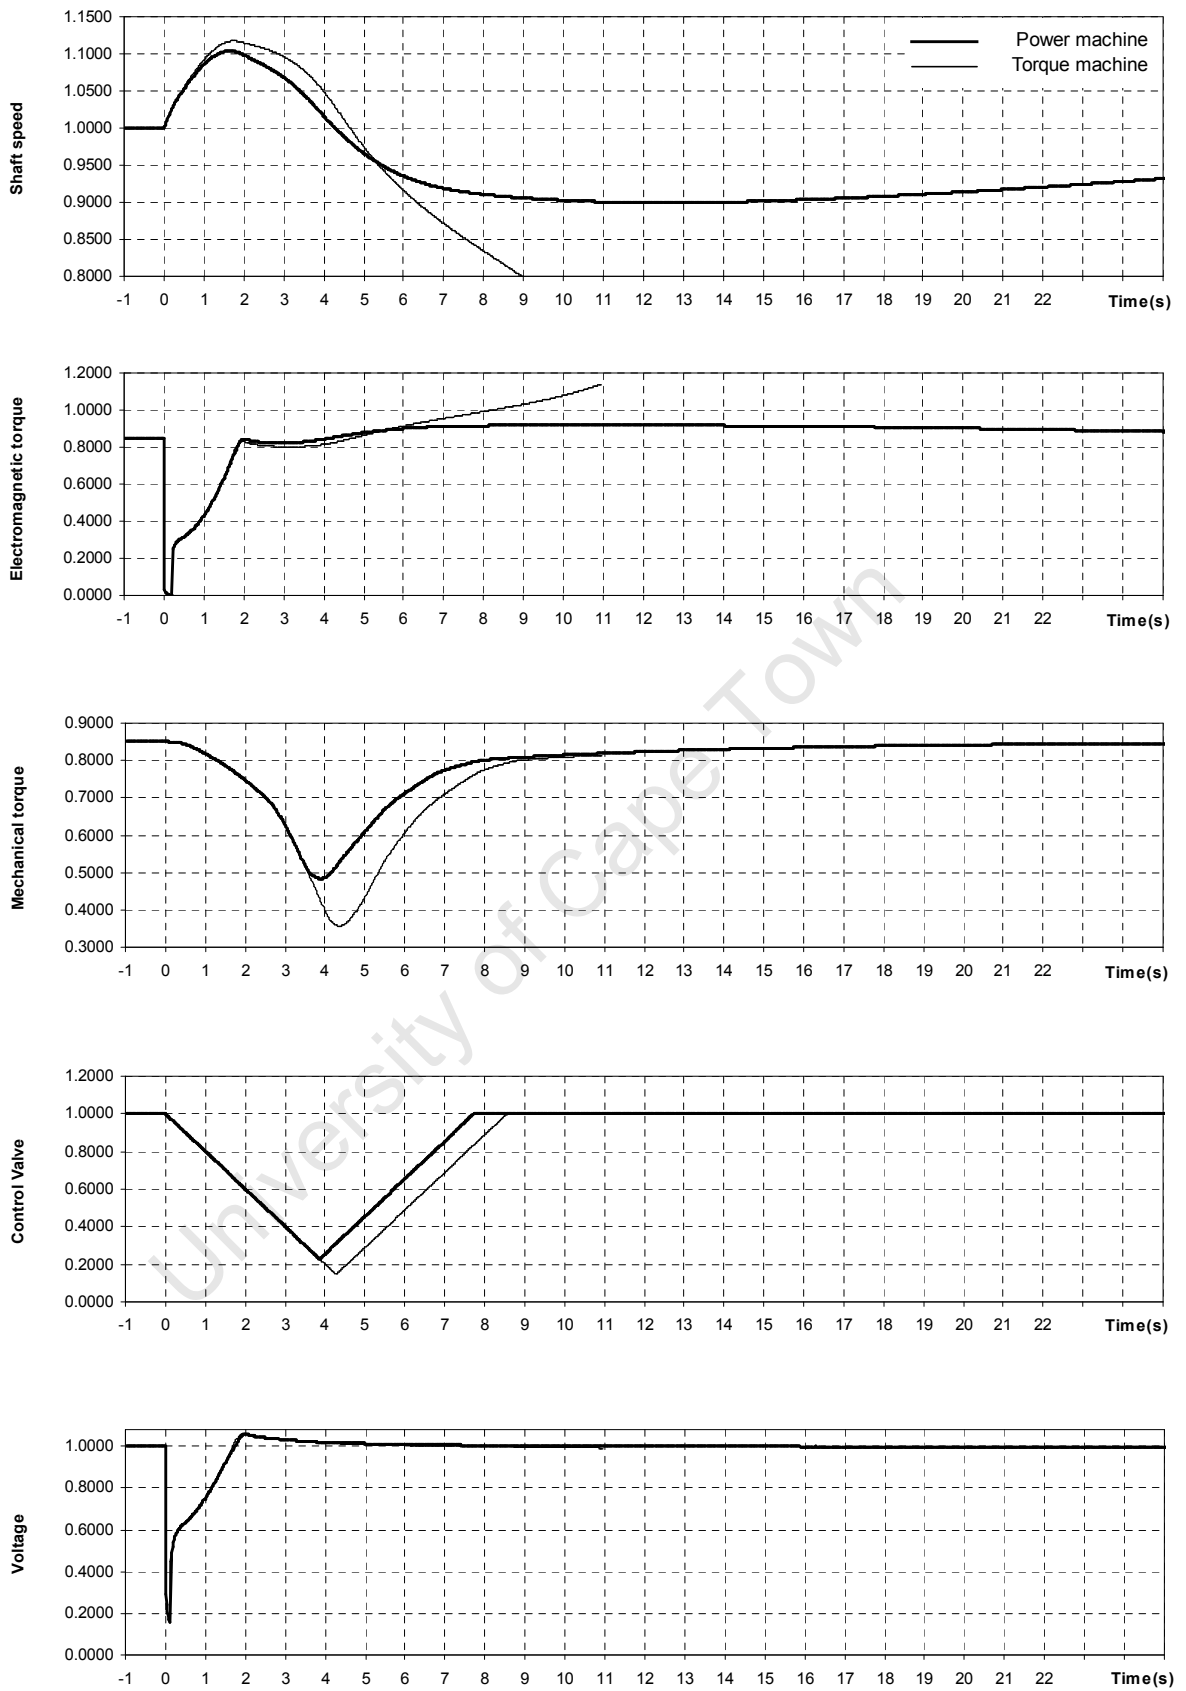 Shaft speed
1.1500
1.1000
1.0500
1.0000
0.9500
0.9000
0.8500
0.8000
Power machine
Torque machine
-1 0 1 2 3 4 5 6 7 8 9 10 11 12 13 14 15 16 17 18 19 20 21 22 Time(s)
Electromagnetic torque
1.2000
1.0000
0.8000
0.6000
0.4000
0.2000
0.0000
-1 0 1 2 3 4 5 6 7 8 9 10 11 12 13 14 15 16 17 18 19 20 21 22 Time(s)
Mechanical torque
0.9000
0.8000
0.7000
0.6000
0.5000
0.4000
0.3000
-1 0 1 2 3 4 5 6 7 8 9 10 11 12 13 14 15 16 17 18 19 20 21 22 Time(s)
Control Valve
1.2000
1.0000
0.8000
0.6000
0.4000
0.2000
0.0000
-1 0 1 2 3 4 5 6 7 8 9 10 11 12 13 14 15 16 17 18 19 20 21 22 Time(s)
Voltage
1.0000
0.8000
0.6000
0.4000
0.2000
0.0000
-1 0 1 2 3 4 5 6 7 8 9 10 11 12 13 14 15 16 17 18 19 20 21 22 Time(s)
University of Cape Town